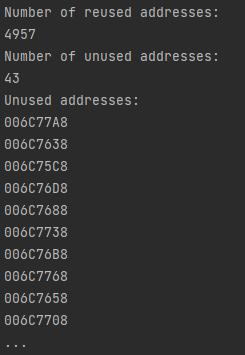 Number of reused addresses:
4957
Number of unused addresses:
43
Unused addresses:
006C77A8
006C7638
006C75C8
006C76D8
006C7688
006C7738
006C76B8
006C7768
006C7658
006C7708
...